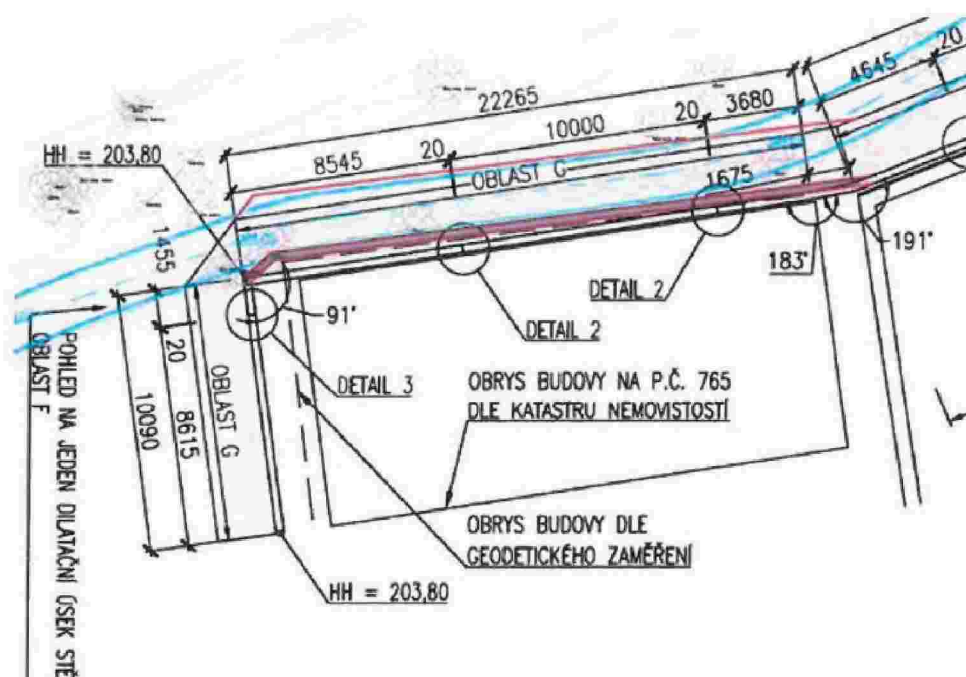 20
4645
22265
3680
20
10000
20
8545
HH = 203,80
OBLAST G
1675
1455
191°
183°
DETAIL 2
91°
DETAIL 2
20
DETAIL 3
OBRYS BUDOVY NA P.Č. 765
DLE KATASTRU NEMOVISTOSTÍ
OBLAST G
8615
10090
POHLED NA JEDEN DILATAČNÍ ÚSEK STĚ
OBLAST F
OBRYS BUDOVY DLE
GEODETICKÉHO ZAMĚŘENÍ
HH = 203,80